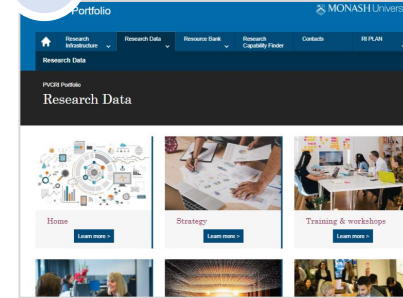 Portfolio
MONASH
Research Infrastructure
Research Data
Resource Bank
Research Capability Finder
Contacts
RI PLAN
Research Data
PVCRI Portfolio
Research Data
Home
Strategy
Training & workshops
Learn more >
Learn more >
Learn more >